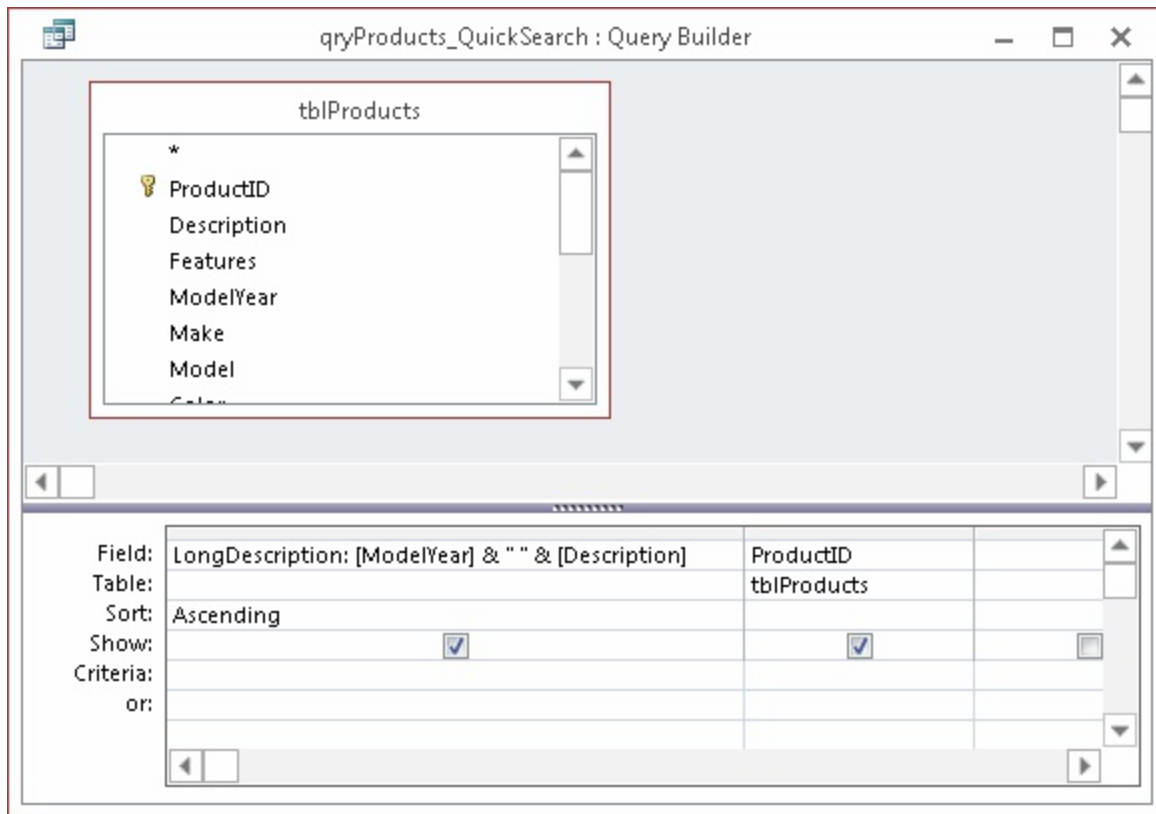 qryProducts_QuickSearch : Query Builder
tblProducts
*
ProductID
Description
Features
ModelYear
Make
Model
Field: LongDescription: [ModelYear] & " " & [Description] ProductID
Table: tblProducts
Sort: Ascending
Show:
Criteria:
or: